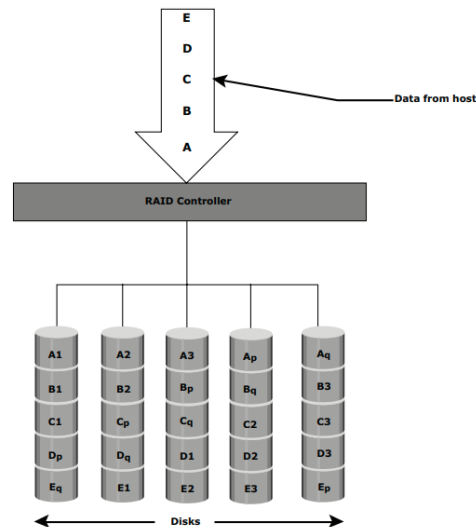 E
D
C
B
A
Data from host
RAID Controller
A1 A2 A3 Ap Aq
B1 B2 Bp Bq B3
C1 Cp Cq C2 C3
Dp Dq D1 D2 D3
Eq E1 E2 E3 Ep
Disks